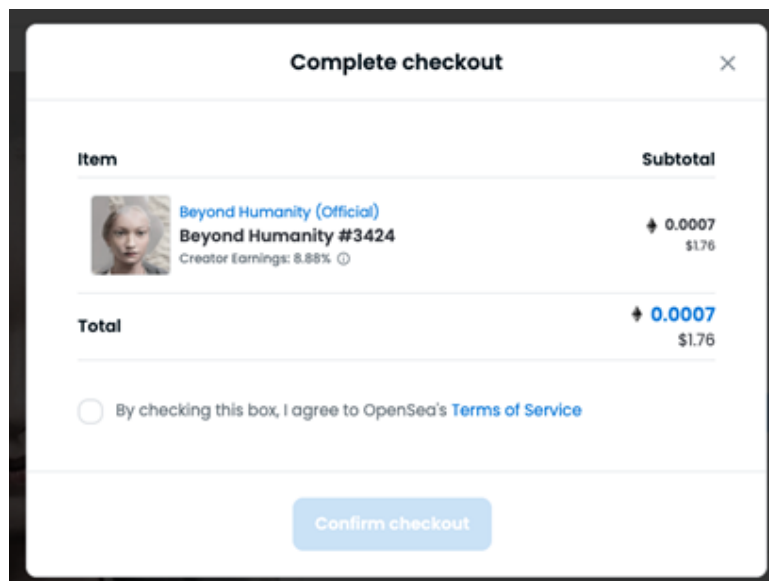 Complete checkout
Item Subtotal
Beyond Humanity (Official)
Beyond Humanity #3424 0.0007
Creator Earnings: 8.88% $1.76
Total 0.0007
$1.76
By checking this box, I agree to OpenSea's Terms of Service
Confirm checkout